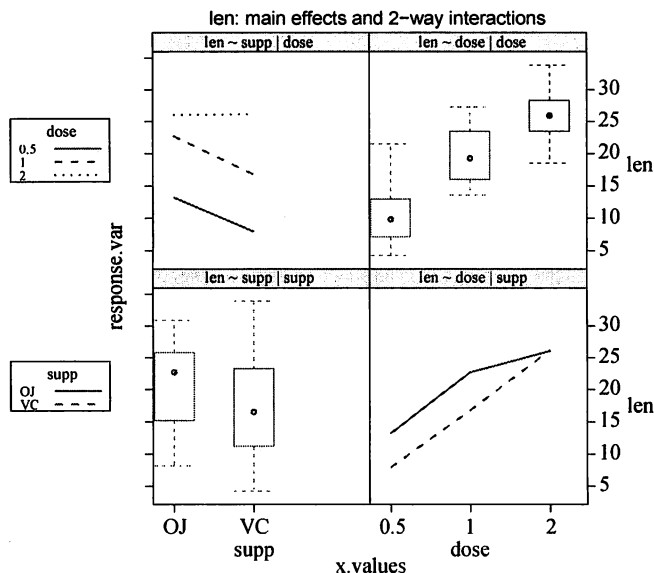 len: main effects and 2−way interactions
len ~ supp | dose
len ~ dose | dose
dose
0.5
1
2
30
25
20
15
10
5
len
response.var
len ~ supp | supp
len ~ dose | supp
supp
OJ
VC
30
25
20
15
10
5
len
OJ VC
supp
0.5 1 2
dose
x.values